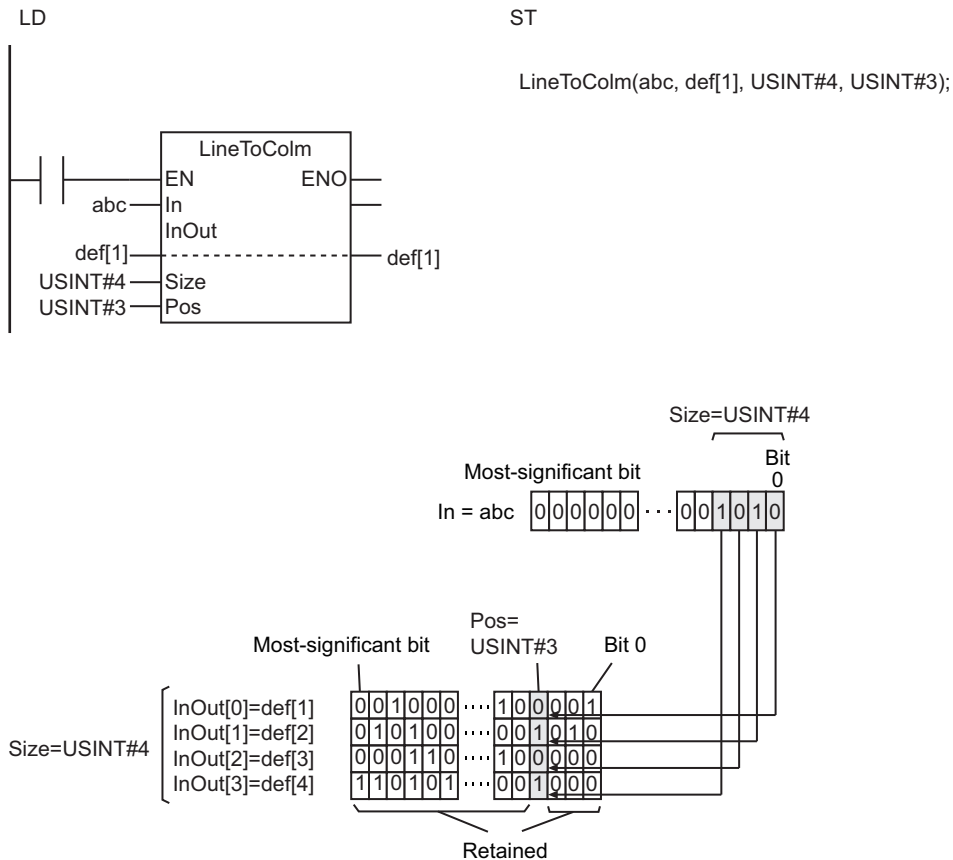 LD
ST
LineToColm(abc, def[1], USINT#4, USINT#3);
LineToColm
EN ENO
abc In
InOut
def[1] def[1]
USINT#4 Size
USINT#3 Pos
Size=USINT#4
Most-significant bit
Bit
0
In = abc 0 0 0 0 0 0 ··· 0 0 1 0 1 0
Pos=
USINT#3
Most-significant bit
Bit 0
Size=USINT#4
InOut[0]=def[1] 0 0 1 0 0 0 ···· 1 0 0 0 0 1
InOut[1]=def[2] 0 1 0 1 0 0 ···· 0 0 1 0 1 0
InOut[2]=def[3] 0 0 0 1 1 0 ···· 1 0 0 0 0 0
InOut[3]=def[4] 1 1 0 1 0 1 ···· 0 0 1 0 0 0
Retained